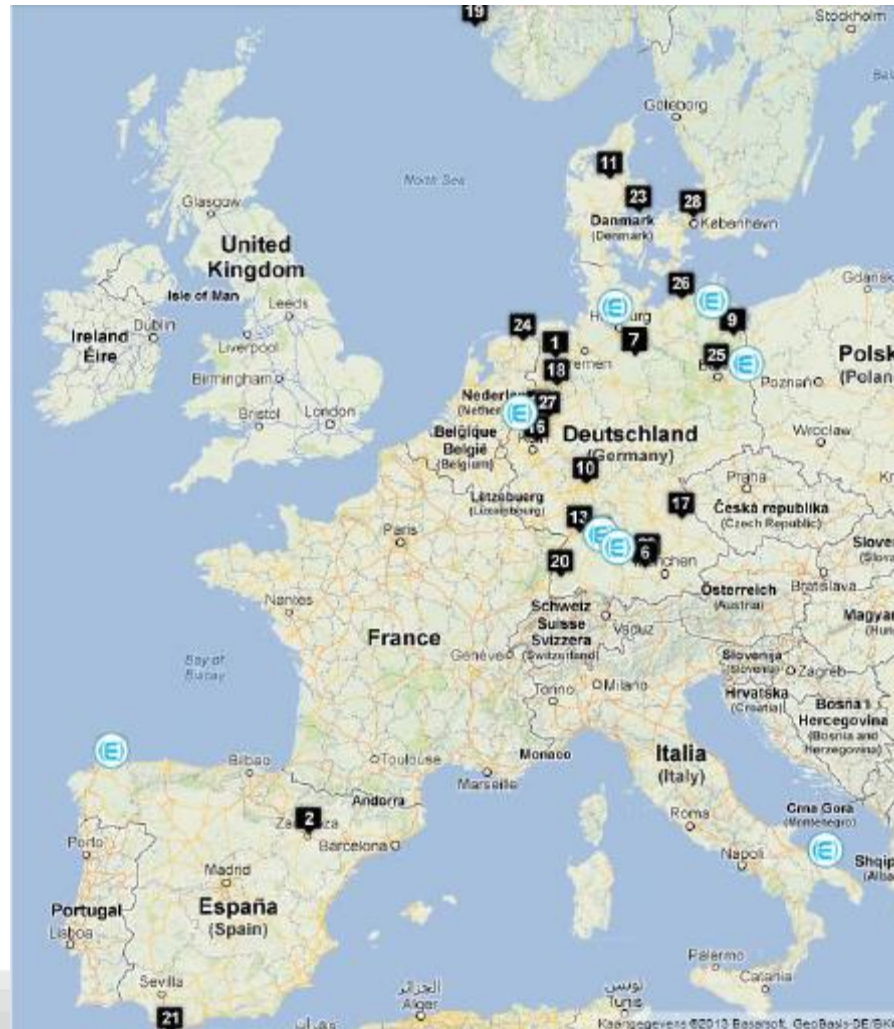 19
Stockholm
Göteborg
11
North Sea
23
28
Danmark
(Denmark)
København
Glasgow
United
Kingdom
Isle of Man
Leeds
26
24
9
Ireland
Éire
Dublin
Liverpool
1
7
25
18
Poznań
Birmingham
27
Bristol
London
België
(Belgium)
Belgique
Deutschland
(Germany)
Wrocław
10
Praha
Lëtzebuerg
(Luxembourg)
17
Česká republika
(Czech Republic)
Paris
13
6
20
Bratislava
Österreich
(Austria)
Nantes
Schweiz
Suisse
Svizzera
(Switzerland)
Vaduz
France
Genève
Slovenija
(Slovenia)
Zagreb
Bay of
Biscay
Torino
Milano
Hrvatska
(Croatia)
Bosna i
Hercegovina
(Bosnia and
Herzegovina)
Bilbao
Toulouse
Monaco
Marseille
Italia
(Italy)
Andorra
2
Crna Gora
(Montenegro)
Roma
Porto
Barcelona
Napoli
Madrid
España
(Spain)
Portugal
Lisboa
Palermo
Catania
Sevilla
الجزائر
Alger
تونس
Tunis
21
Kaartgegevens ©2013 Basarsoft, GeoBasis-DE/